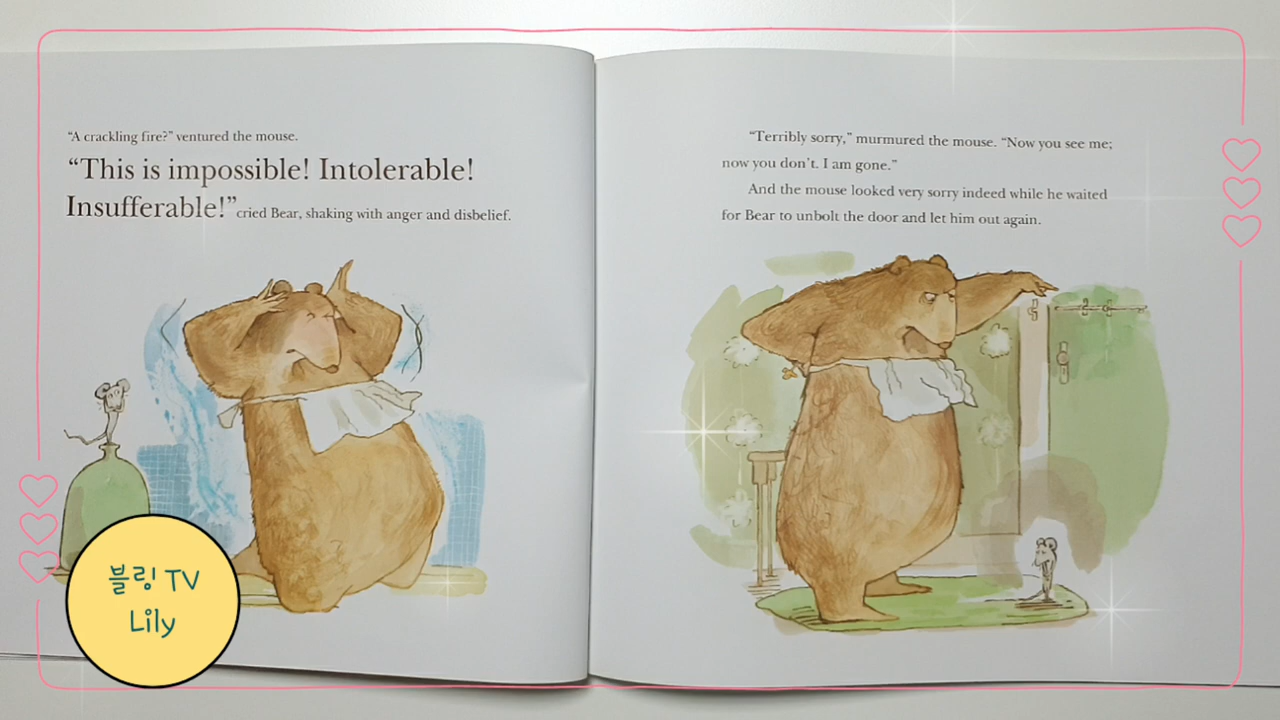 “A crackling fire?” ventured the mouse.
“This is impossible! Intolerable!
Insufferable!” cried Bear, shaking with anger and disbelief.
“Terribly sorry,” murmured the mouse. “Now you see me;
now you don’t. I am gone.”
And the mouse looked very sorry indeed while he waited
for Bear to unbolt the door and let him out again.
블링 TV
Lily